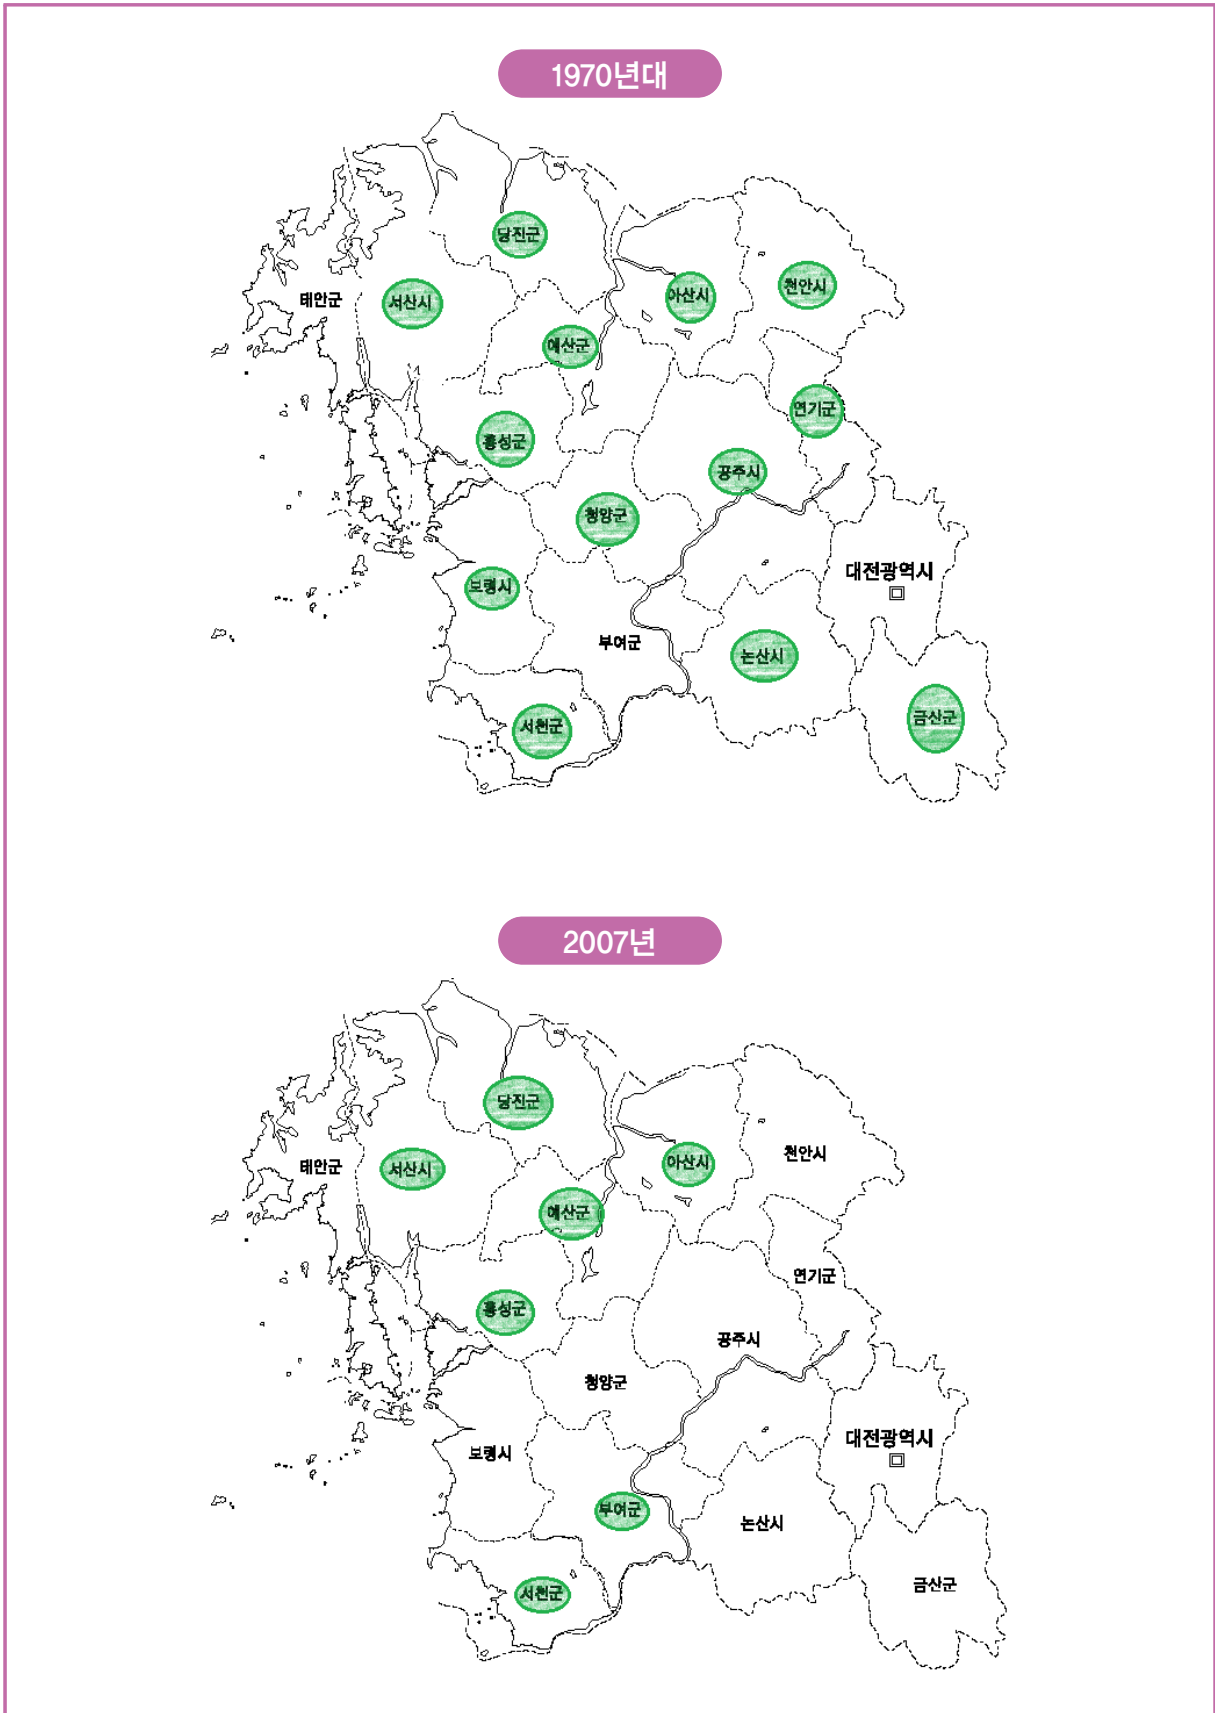 1970년대
당진군
태안군
서산시
아산시
천안시
예산군
연기군
홍성군
공주시
청양군
대전광역시
보령시
부여군
논산시
서천군
금산군
2007년
당진군
태안군
서산시
아산시
천안시
예산군
연기군
홍성군
공주시
청양군
대전광역시
보령시
부여군
논산시
서천군
금산군